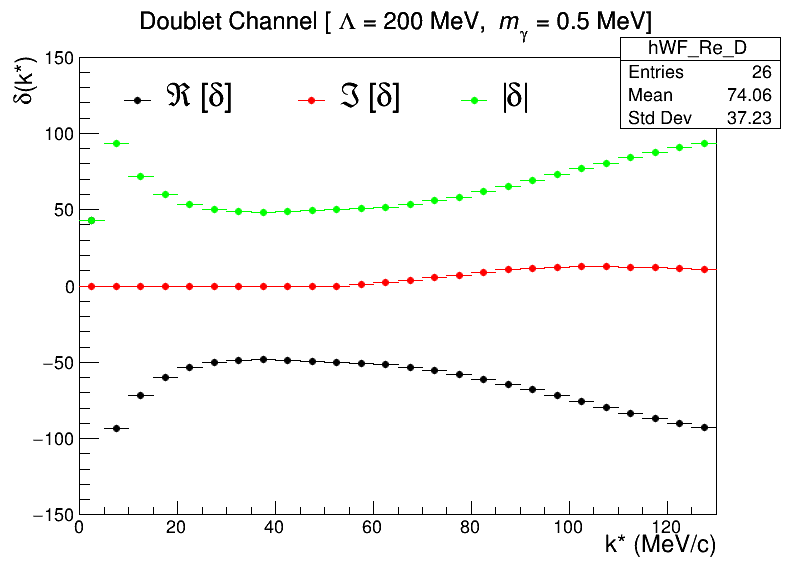 Doublet Channel [ Λ = 200 MeV, mγ = 0.5 MeV]
hWF_Re_D
Entries 26
Mean 74.06
Std Dev 37.23
δ(k*)
ℜ [δ] ℑ [δ] |δ|
150
100
50
0
−50
−100
−150
0 20 40 60 80 100 120
k* (MeV/c)